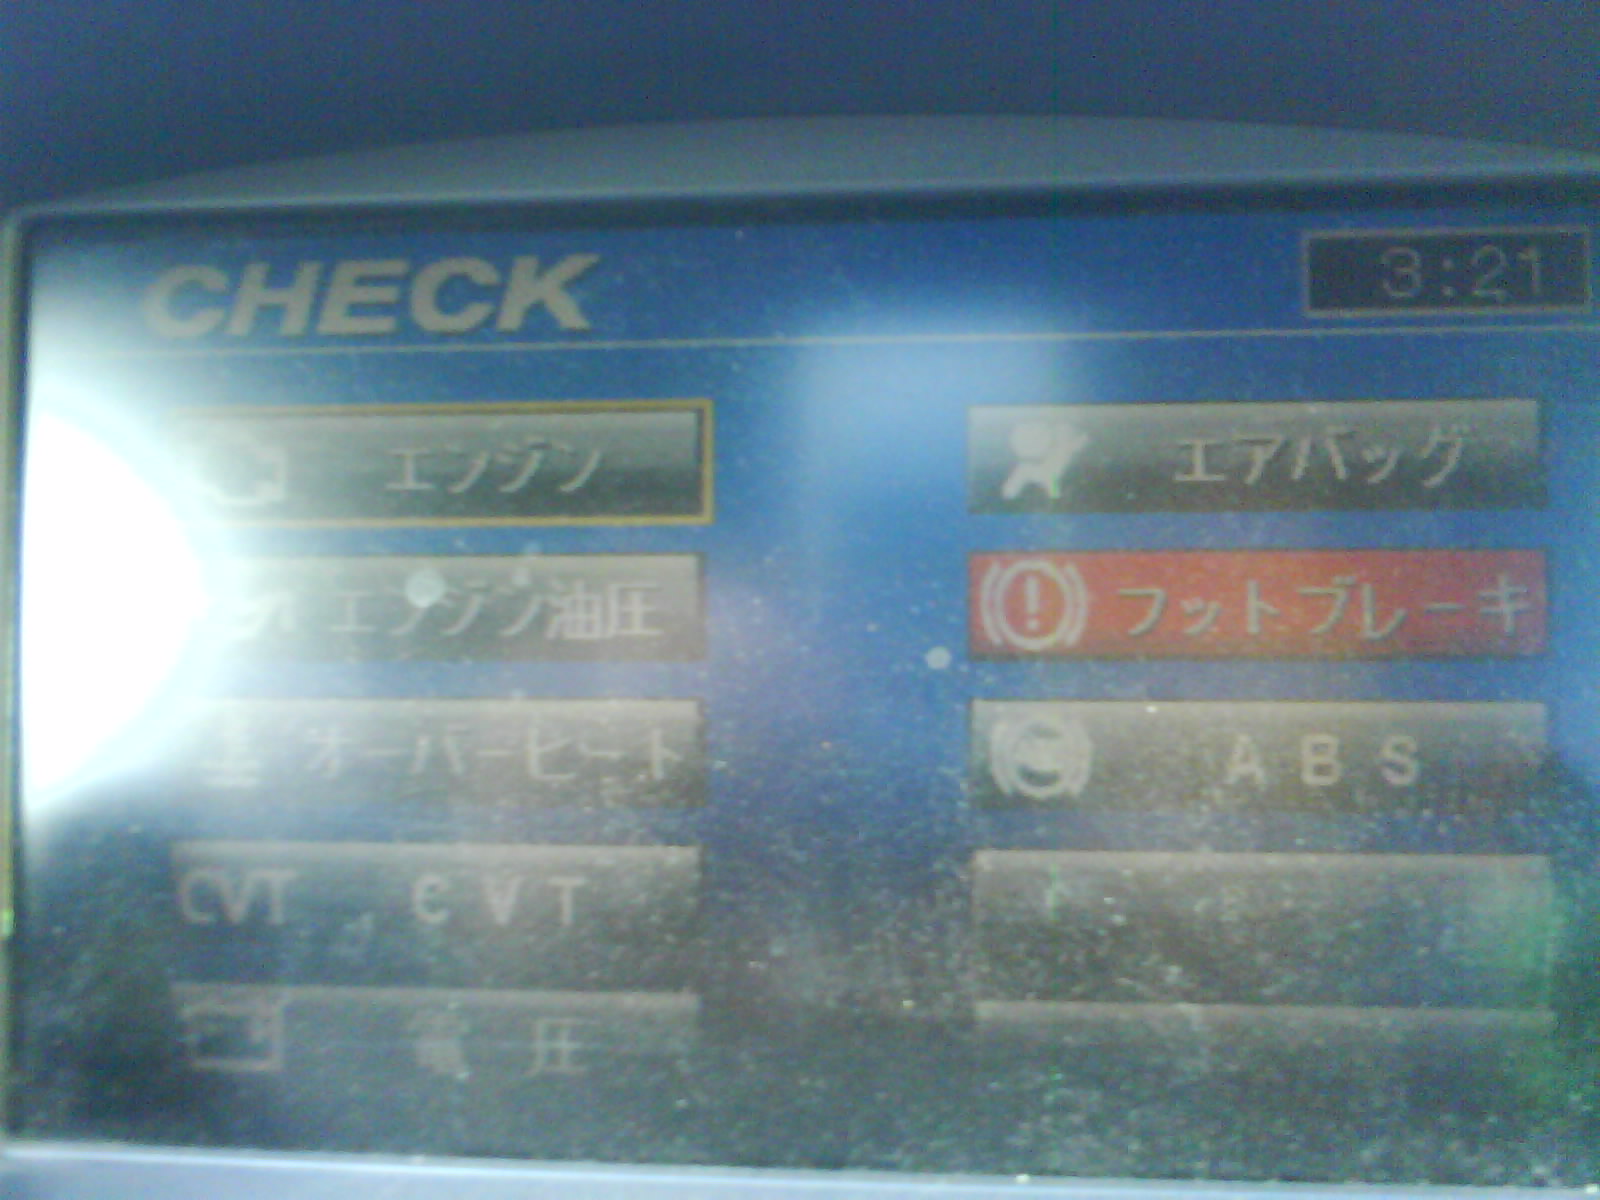 CHECK
3:21
エンジン
エアバッグ
エンジン油圧
フットブレーキ
オーバーヒート
ABS
CVT CVT
電圧